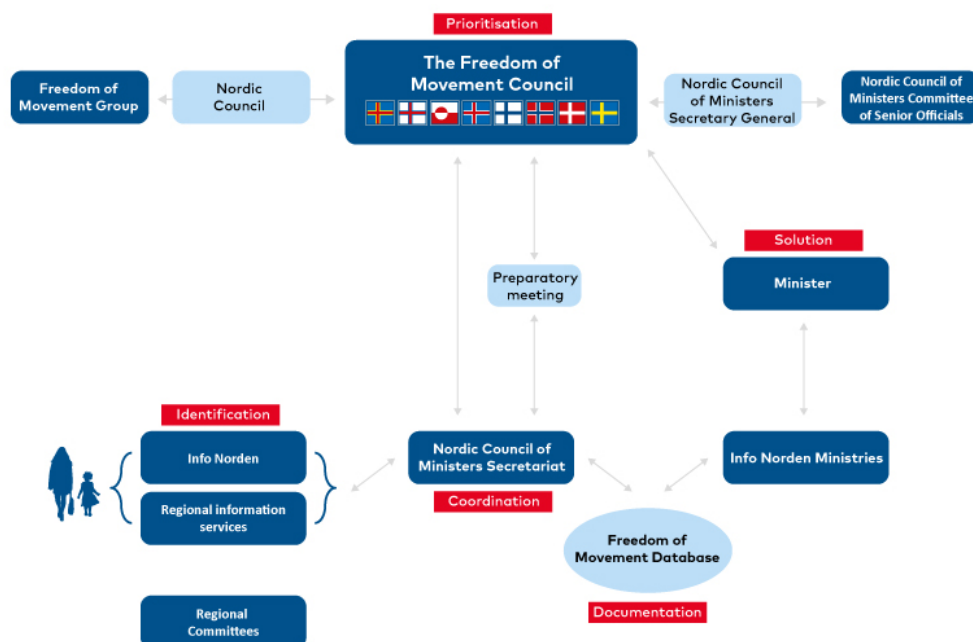 Prioritisation
The Freedom of
Movement Council
Freedom of
Movement Group
Nordic
Council
Nordic Council
of Ministers
Secretary General
Nordic Council of
Ministers Committee
of Senior Officials
Solution
Minister
Preparatory
meeting
Identification
Info Norden
Regional information
services
Nordic Council of
Ministers Secretariat
Coordination
Info Norden Ministries
Freedom of
Movement Database
Documentation
Regional
Committees